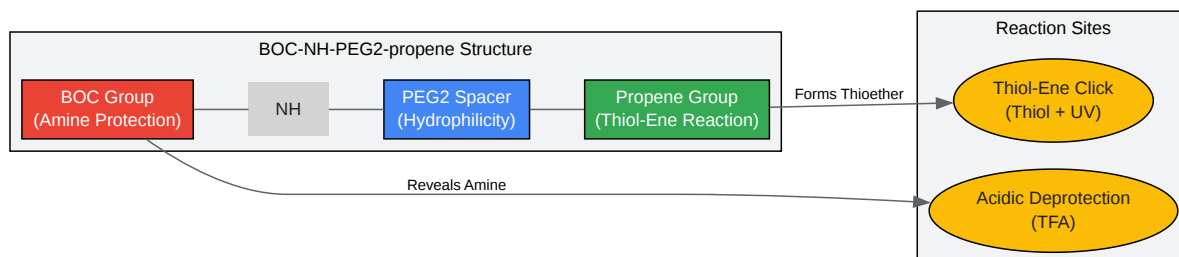 BOC-NH-PEG2-propene Structure
BOC Group
(Amine Protection)
NH
PEG2 Spacer
(Hydrophilicity)
Propene Group
(Thiol-Ene Reaction)
Forms Thioether
Reveals Amine
Reaction Sites
Thiol-Ene Click
(Thiol + UV)
Acidic Deprotection
(TFA)